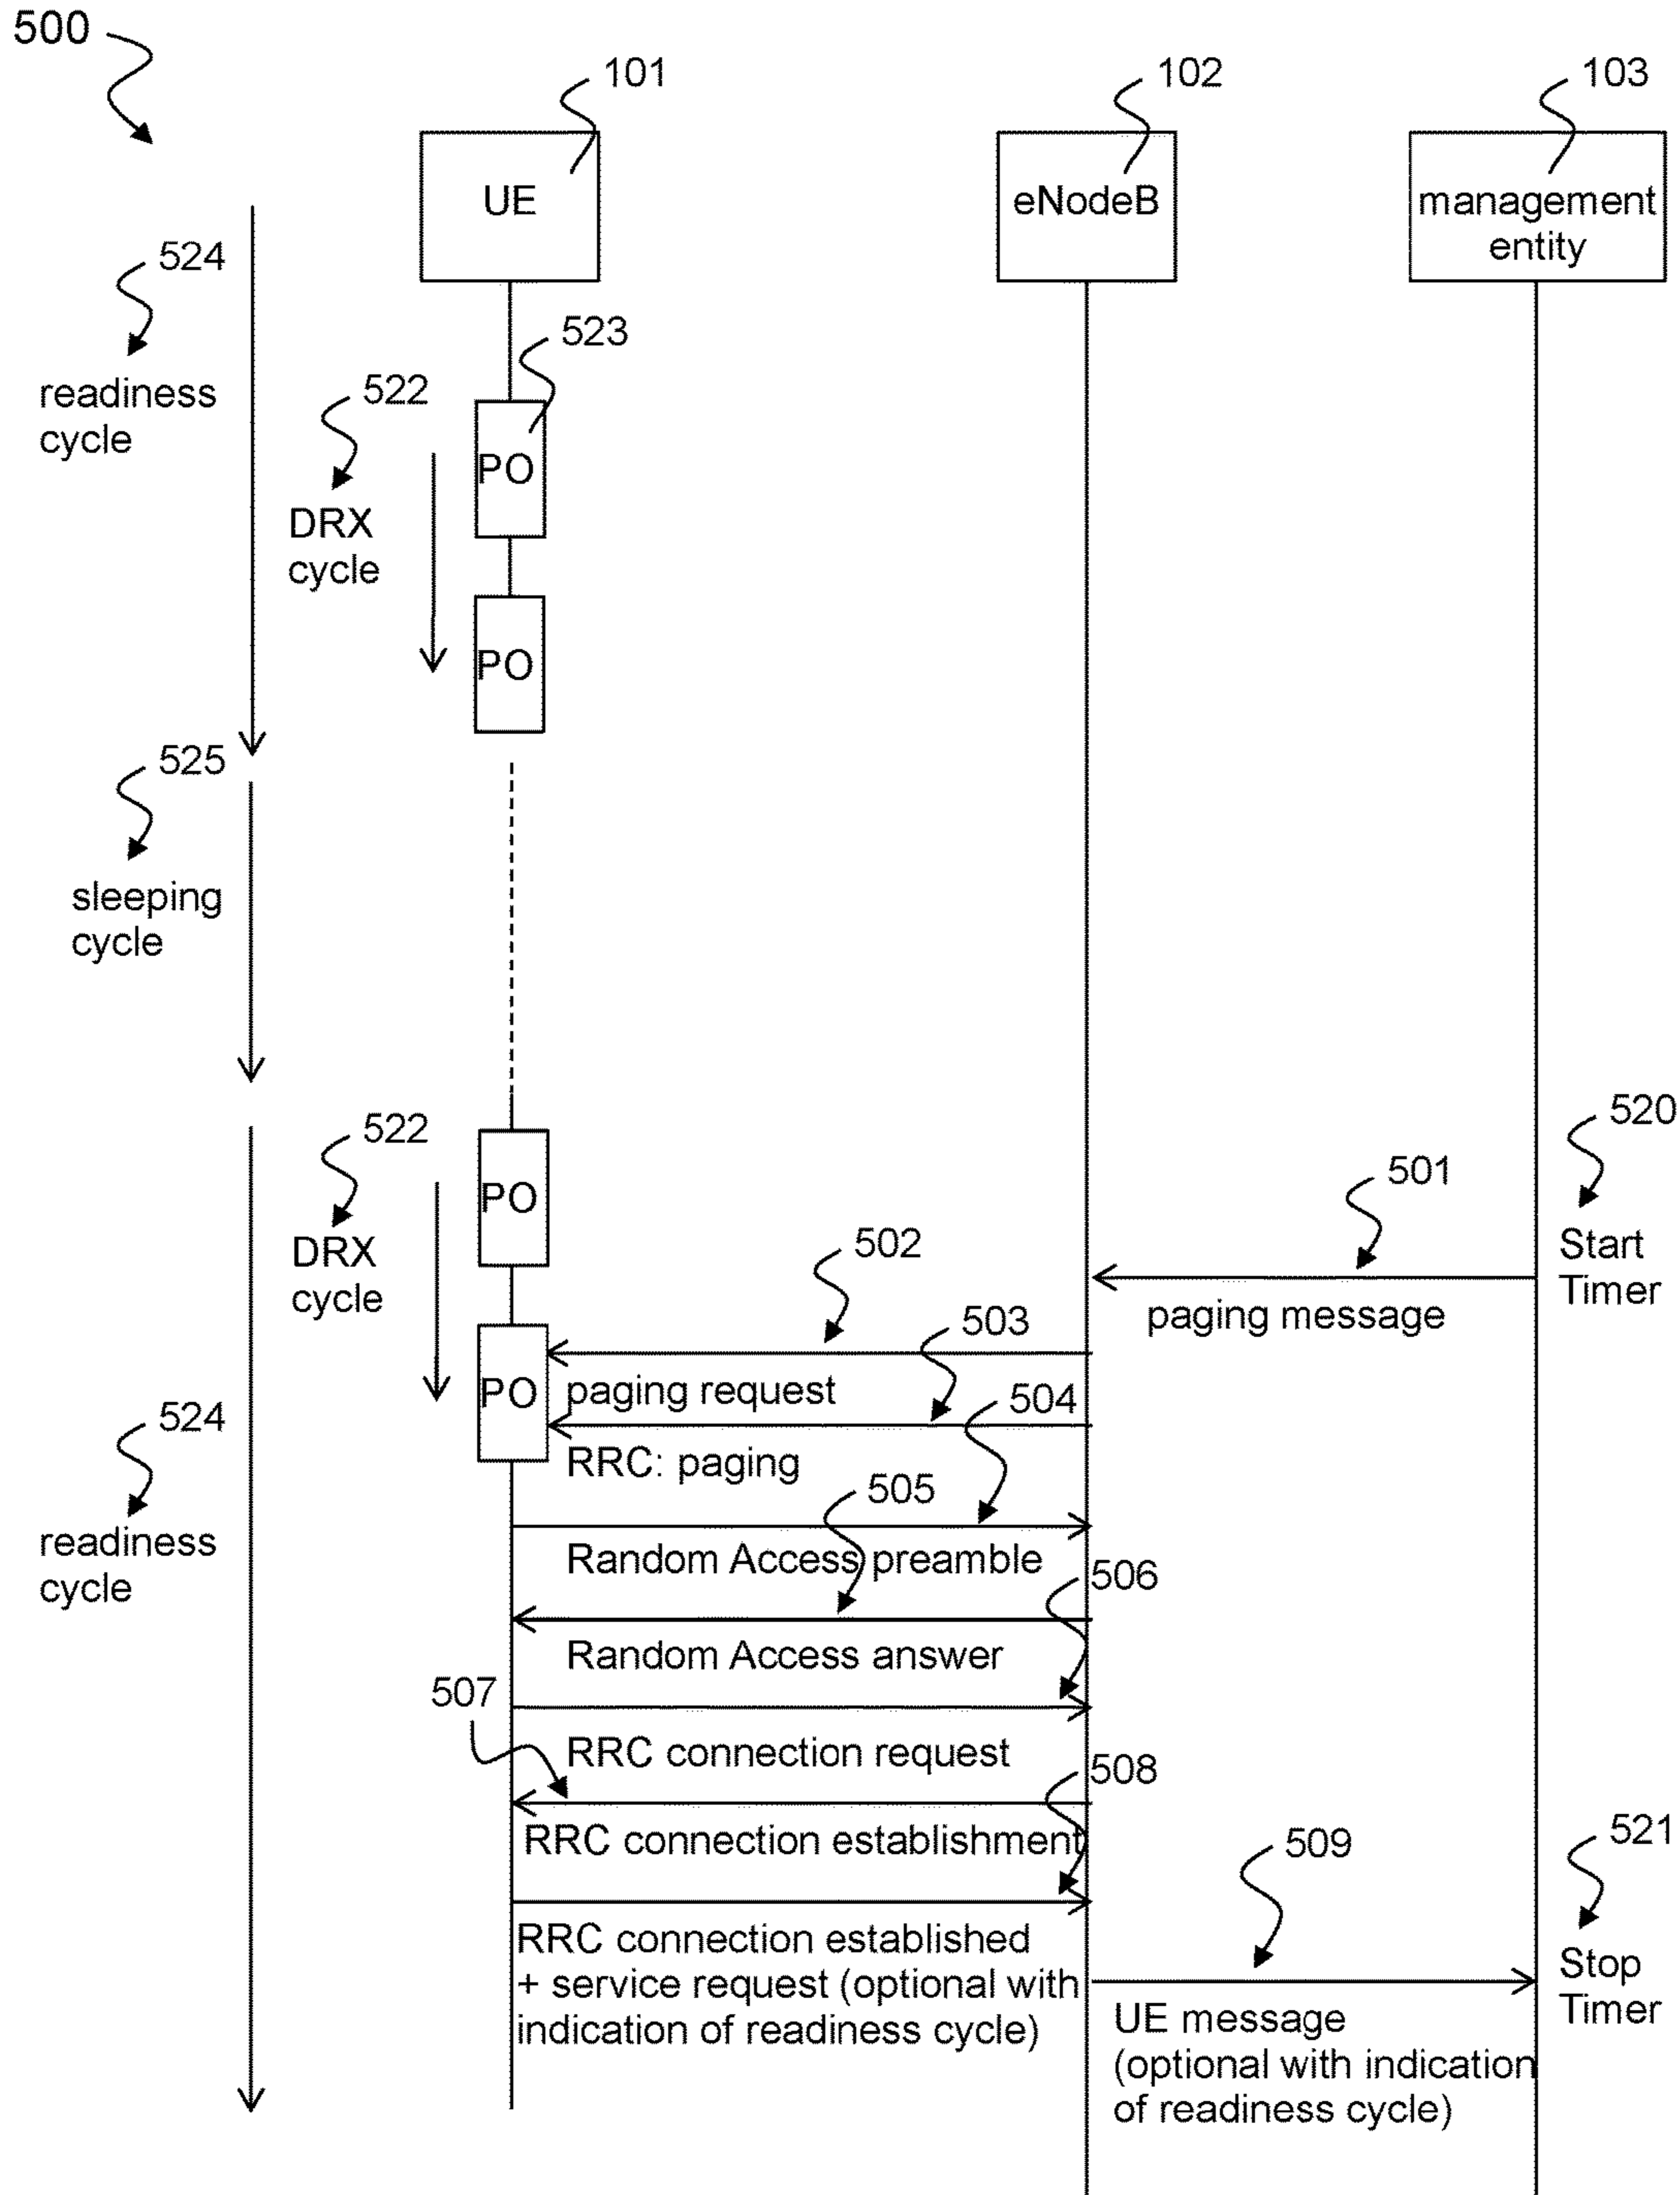 500
101
102
103
UE
eNodeB
management
entity
524
readiness
cycle
523
522
DRX
cycle
PO
PO
525
sleeping
cycle
522
DRX
cycle
PO
520
Start
Timer
501
paging message
502
503
PO
paging request
504
RRC: paging
524
readiness
cycle
505
Random Access preamble
506
Random Access answer
507
RRC connection request
508
RRC connection establishment
509
521
Stop
Timer
RRC connection established
+ service request (optional with
indication of readiness cycle)
UE message
(optional with indication
of readiness cycle)